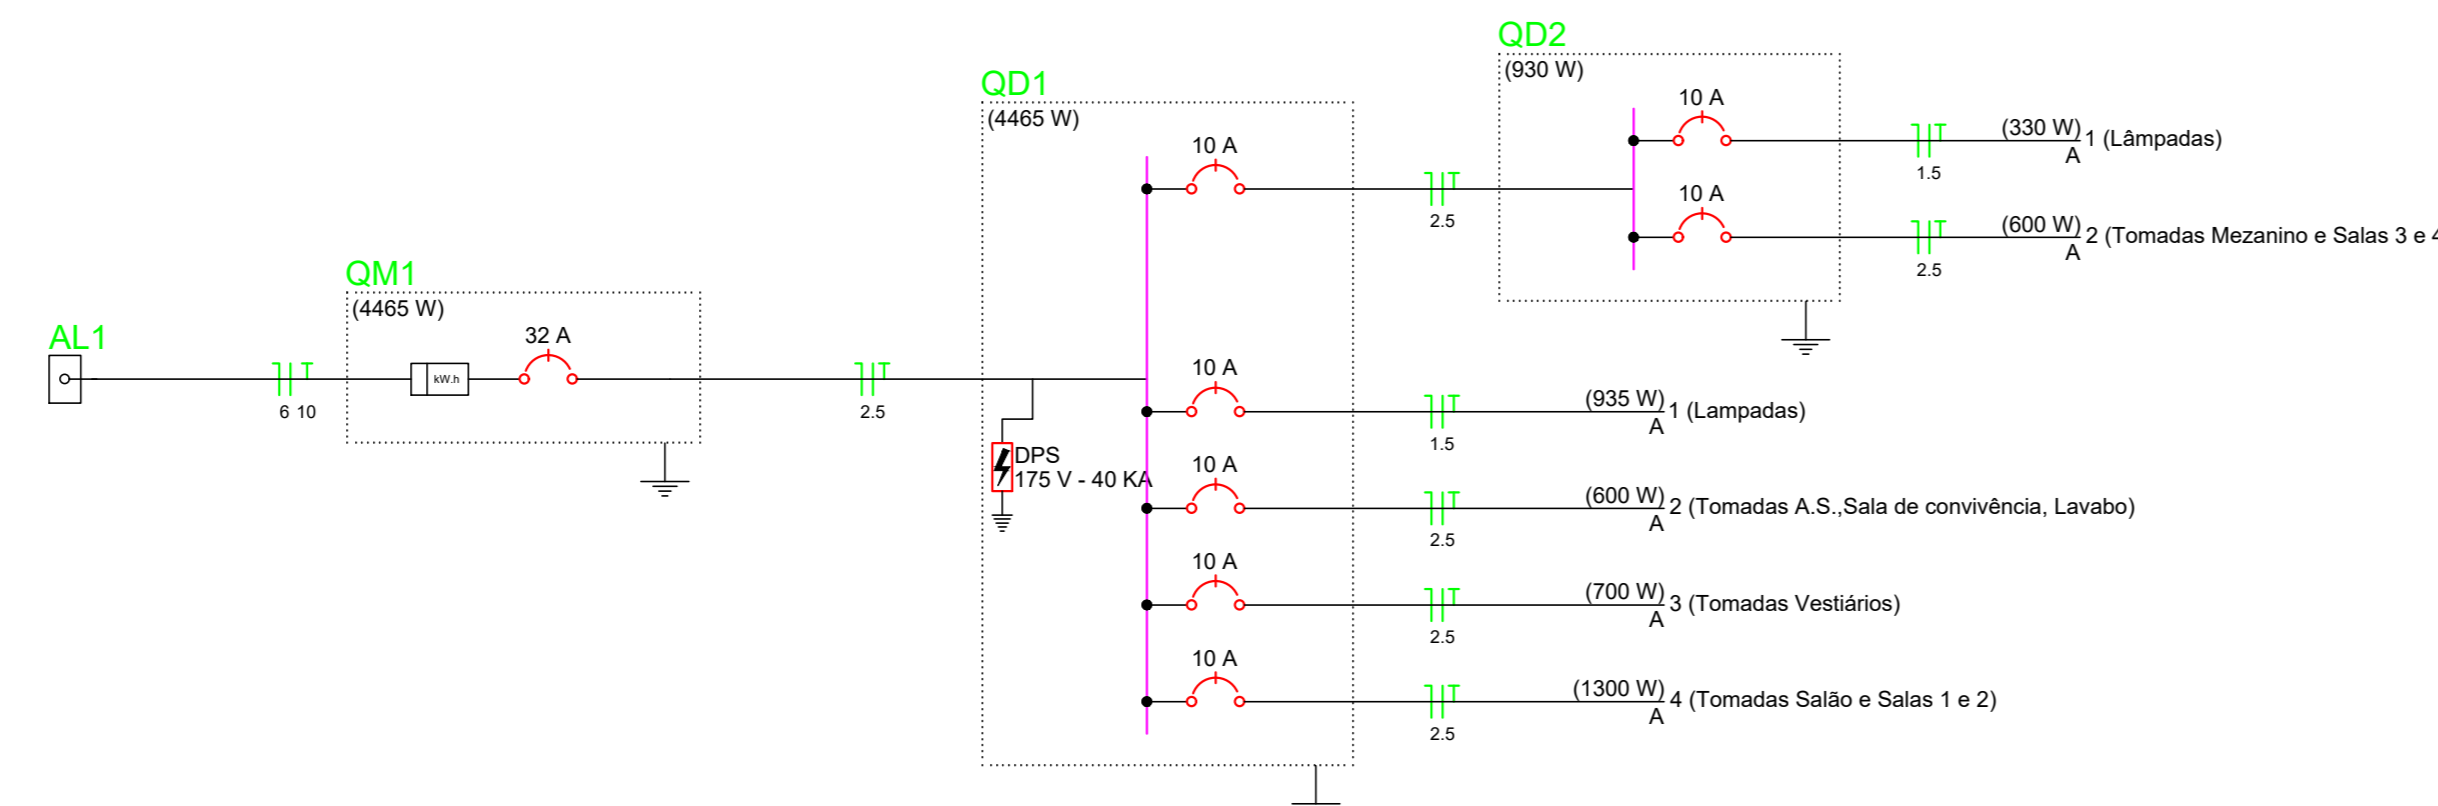 QD2
(930 W)
10 A
(330 W)
A
1 (Lâmpadas)
1.5
10 A
(600 W)
A
2 (Tomadas Mezanino e Salas 3 e 4
2.5
QD1
(4465 W)
10 A
2.5
QM1
(4465 W)
32 A
AL1
kW.h
6 10
2.5
DPS
175 V - 40 KA
10 A
(935 W)
A
1 (Lampadas)
1.5
10 A
(600 W)
A
2 (Tomadas A.S.,Sala de convivência, Lavabo)
2.5
10 A
(700 W)
A
3 (Tomadas Vestiários)
2.5
10 A
(1300 W)
A
4 (Tomadas Salão e Salas 1 e 2)
2.5